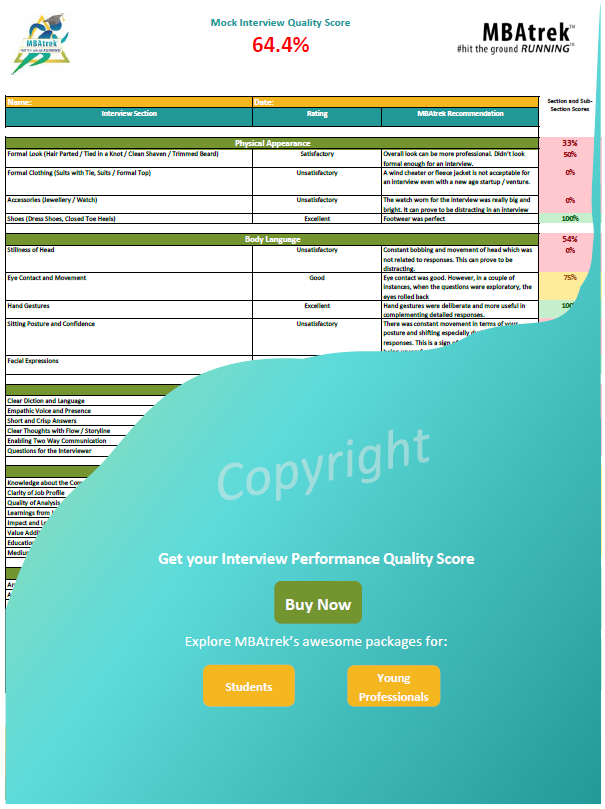 Mock Interview Quality Score
64.4%
MBAtrek
HIT THE GROUND RUNNING
MBAtrek™
#hit the ground RUNNING™
Name: Date: Section and Sub-
Section Scores
Interview Section Rating MBAtrek Recommendation
Physical Appearance 33%
Formal Look (Hair Parted / Tied in a Knot / Clean Shaven / Trimmed Beard) Satisfactory Overall look can be more professional. Didn't look 50%
formal enough for an interview.
Formal Clothing (Suits with Tie, Suits / Formal Top) Unsatisfactory A wind cheater or fleece jacket is not acceptable for 0%
an interview even with a new age startup / venture.
Accessories (Jewellery / Watch) Unsatisfactory The watch worn for the interview was really big and 0%
bright. It can prove to be distracting in an interview
Shoes (Dress Shoes, Closed Toe Heels) Excellent Footwear was perfect 100%
Body Language 54%
Stillness of Head Unsatisfactory Constant bobbing and movement of head which was 0%
not related to responses. This can prove to be
distracting.
Eye Contact and Movement Good Eye contact was good. However, in a couple of 75%
instances, when the questions were exploratory, the
eyes rolled back
Hand Gestures Excellent Hand gestures were deliberate and more useful in 100
complementing detailed responses.
Sitting Posture and Confidence Unsatisfactory There was constant movement in terms of your
posture and shifting especially
responses. This is a sign
Facial Expressions
Clear Diction and Language
Empathic Voice and Presence
Short and Crisp Answers
Clear Thoughts with Flow / Storyline
Enabling Two Way Communication
Questions for the Interviewer
Knowledge about the Com
Clarity of Job Profile
Quality of Analysis
Learnings from
Impact and
Value Addi
Educatio
Mediu
Copyright
Get your Interview Performance Quality Score
Buy Now
Explore MBAtrek's awesome packages for:
Students
Young
Professionals